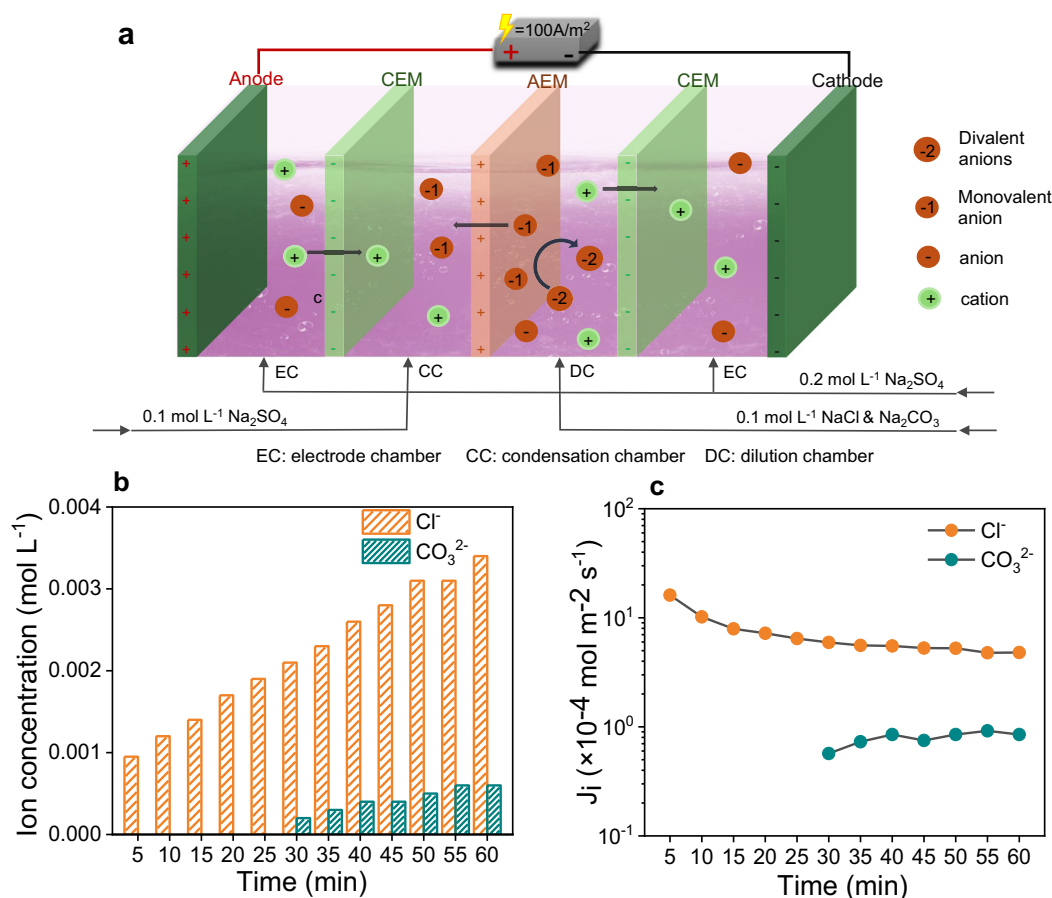 a
=100A/m²
+ -
Anode CEM AEM CEM Cathode
-2 Divalent anions
-1 Monovalent anion
- anion
+ cation
c
EC CC DC EC
0.2 mol L⁻¹ Na₂SO₄
0.1 mol L⁻¹ Na₂SO₄
0.1 mol L⁻¹ NaCl & Na₂CO₃
EC: electrode chamber CC: condensation chamber DC: dilution chamber
b
Ion concentration (mol L⁻¹)
0.004
0.003
0.002
0.001
0.000
Cl⁻
CO₃²⁻
5 10 15 20 25 30 35 40 45 50 55 60
Time (min)
c
Jᵢ (×10⁻⁴ mol m⁻² s⁻¹)
10²
10¹
10⁰
10⁻¹
Cl⁻
CO₃²⁻
5 10 15 20 25 30 35 40 45 50 55 60
Time (min)